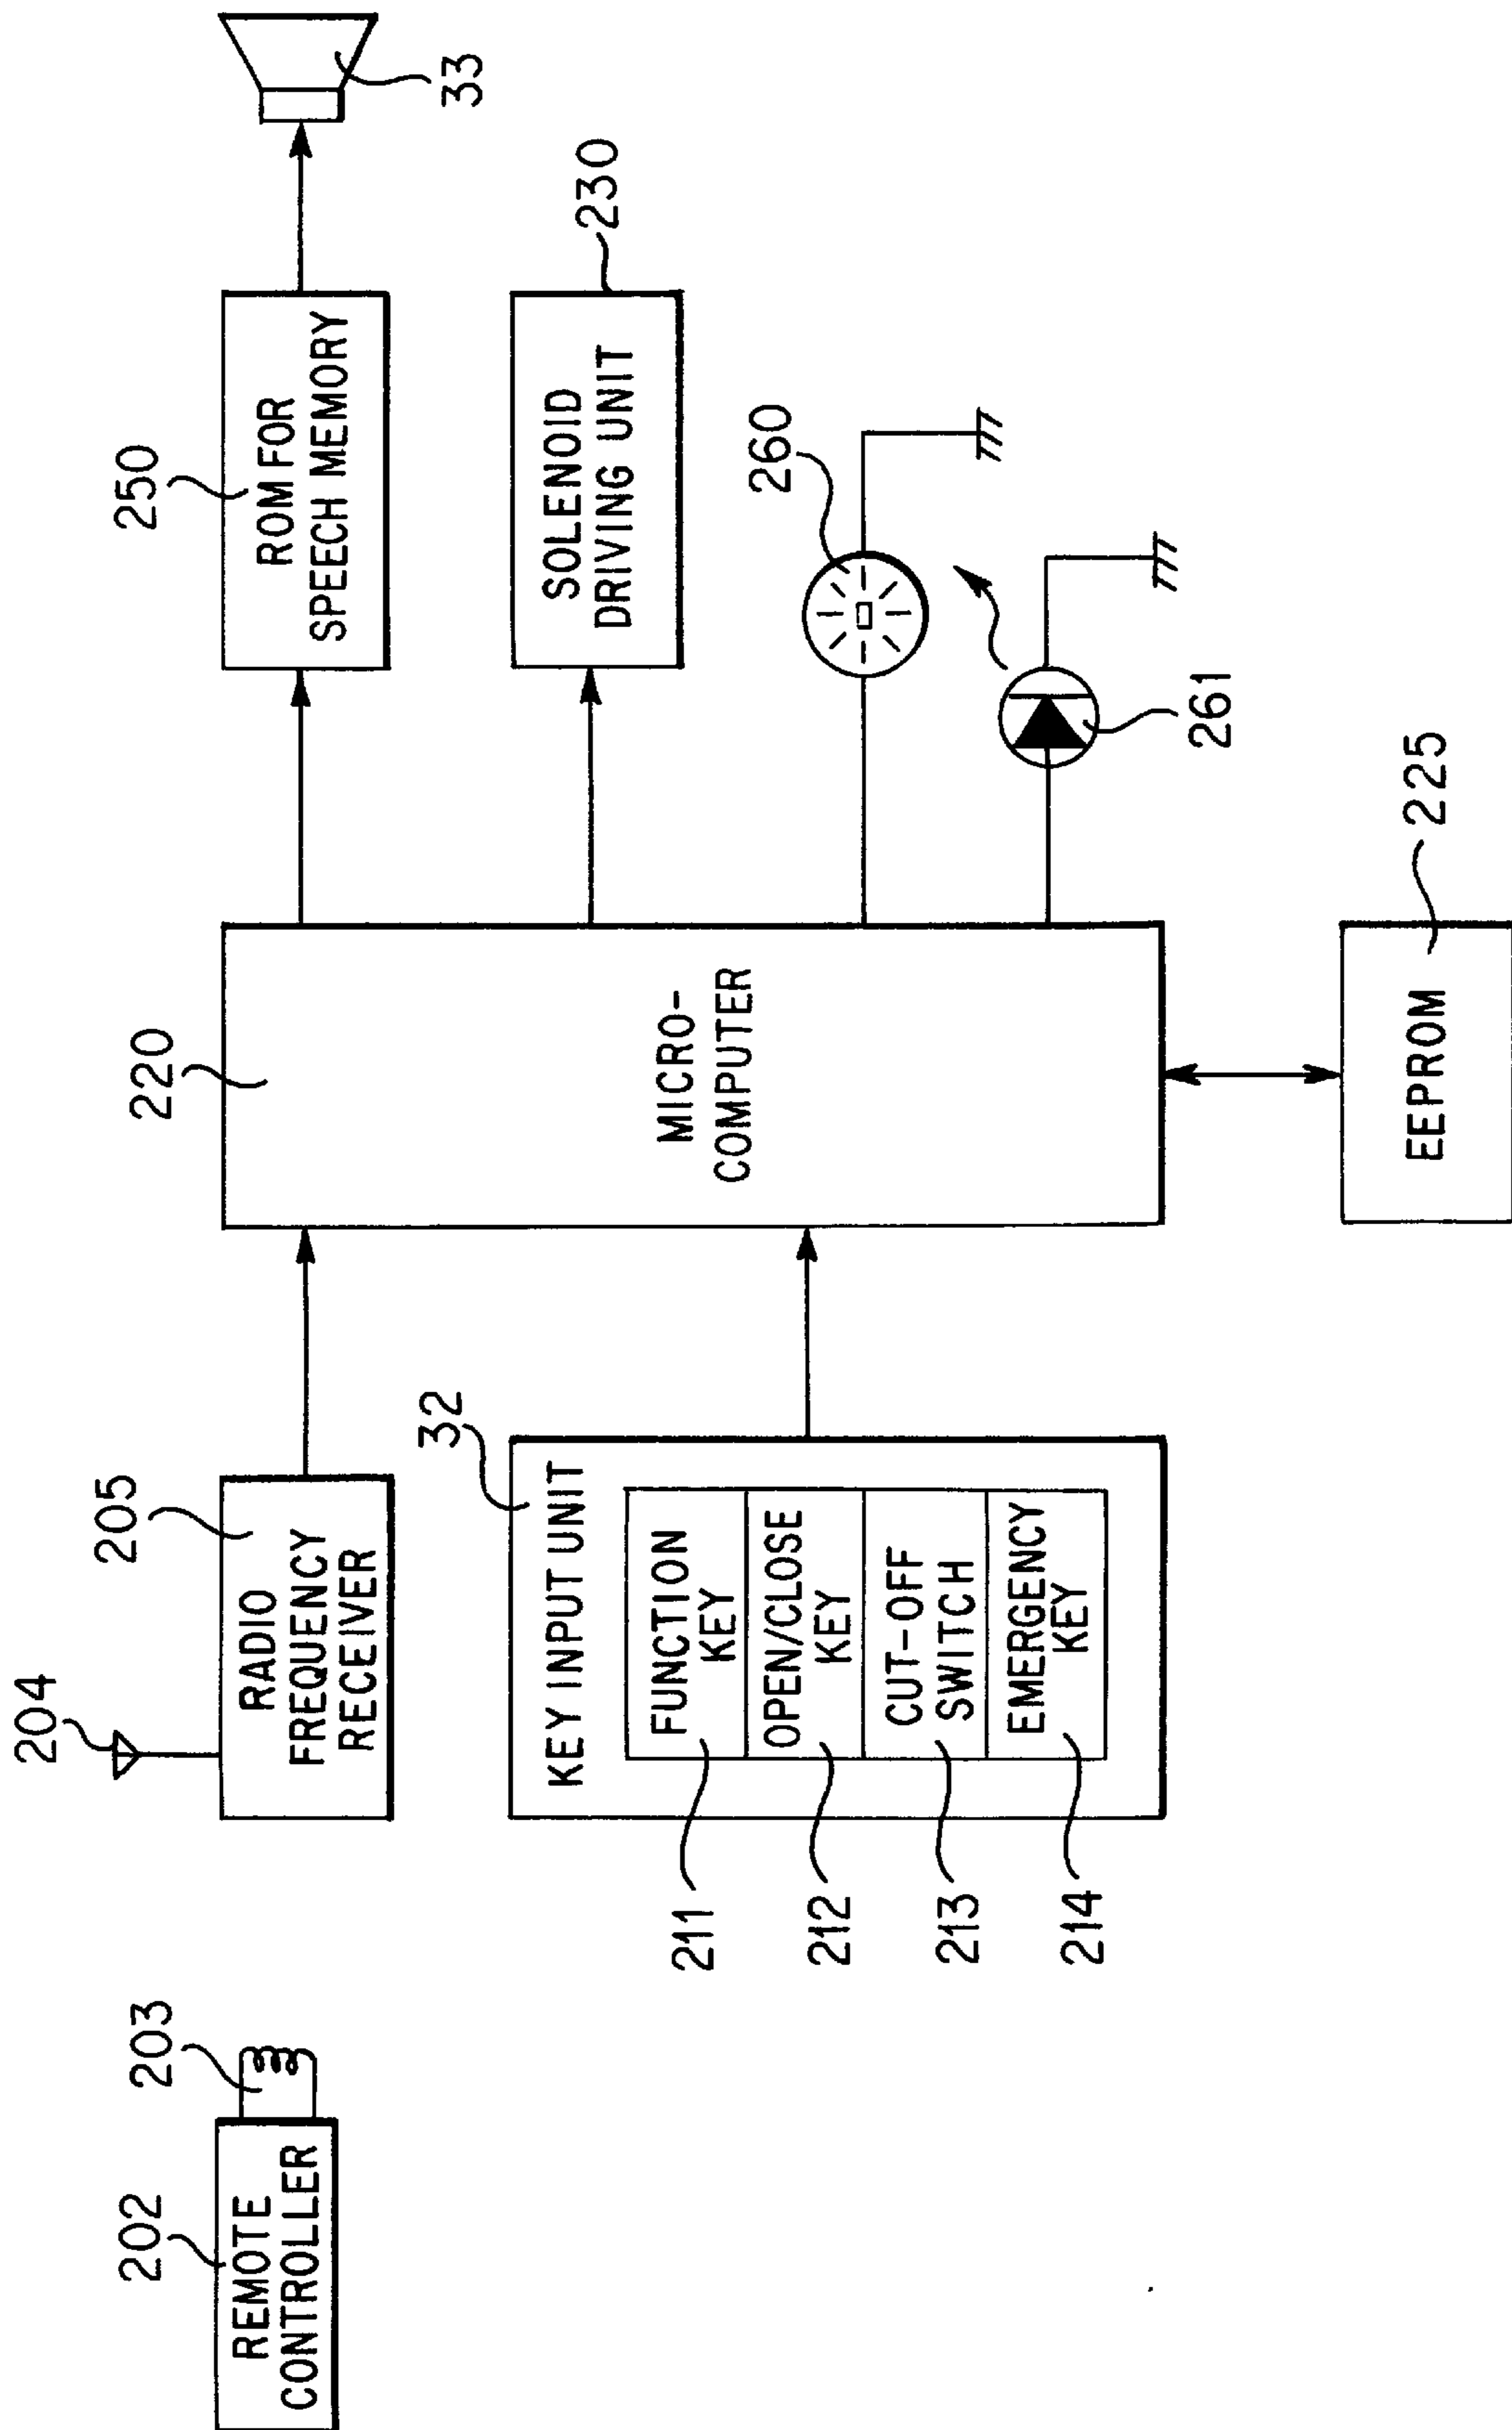 202
REMOTE
CONTROLLER
203
204
205
RADIO
FREQUENCY
RECEIVER
32
KEY INPUT UNIT
FUNCTION
KEY
OPEN/CLOSE
KEY
CUT-OFF
SWITCH
EMERGENCY
KEY
211
212
213
214
220
MICRO-
COMPUTER
225
EEPROM
250
ROM FOR
SPEECH MEMORY
33
230
SOLENOID
DRIVING UNIT
260
261